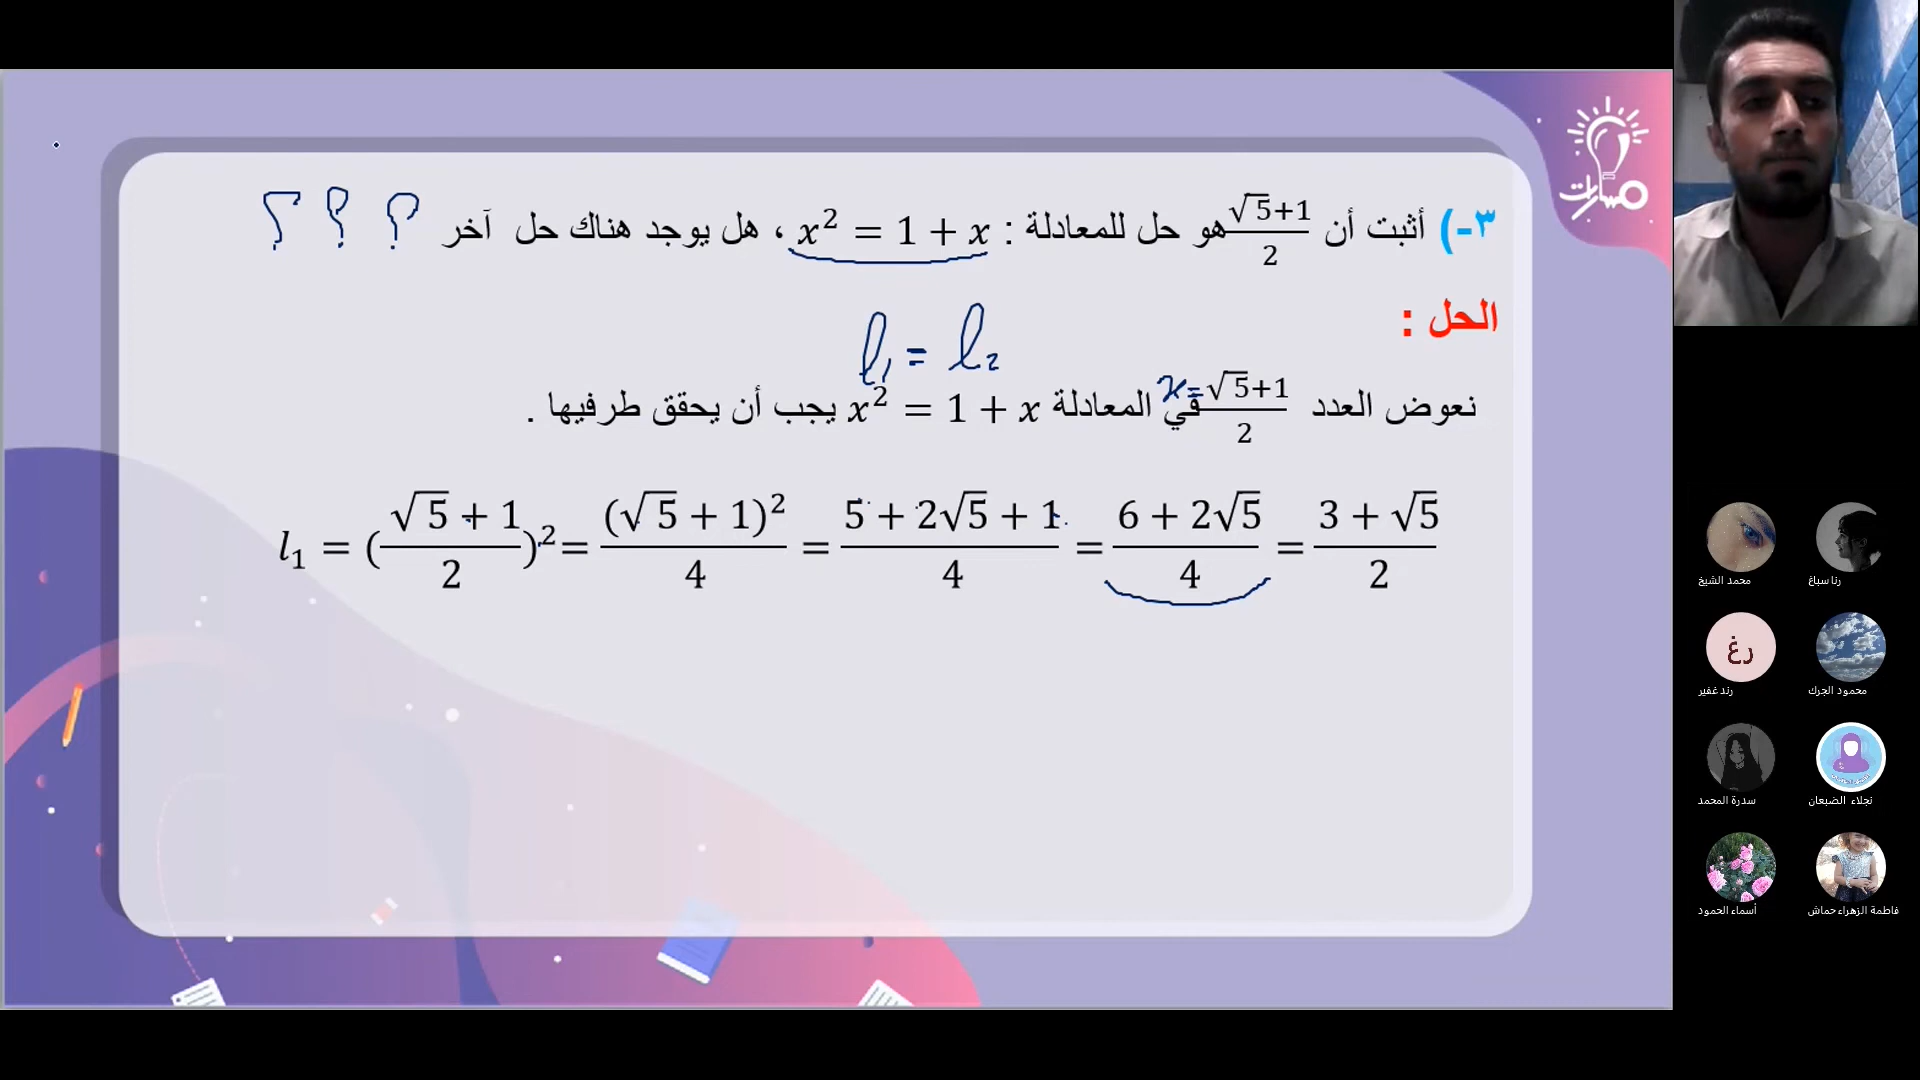 ٣-) أثبت أن (√5+1)/2 هو حل للمعادلة : x² = 1 + x ، هل يوجد هناك حل آخر ؟ ؟ ؟
مسارات
الحل :
l₁ = l₂
نعوض العدد x= (√5+1)/2 في المعادلة x² = 1 + x يجب أن يحقق طرفيها .
l₁ = ((√5 + 1)/2)² = (√5 + 1)²/4 = (5 + 2√5 + 1)/4 = (6 + 2√5)/4 = (3 + √5)/2
محمد الشيخ
رنا سباغ
رغ
رند غفير
محمود الجرك
سدرة المحمد
نجلاء الضبعان
أسماء الحمود
فاطمة الزهراء حماش